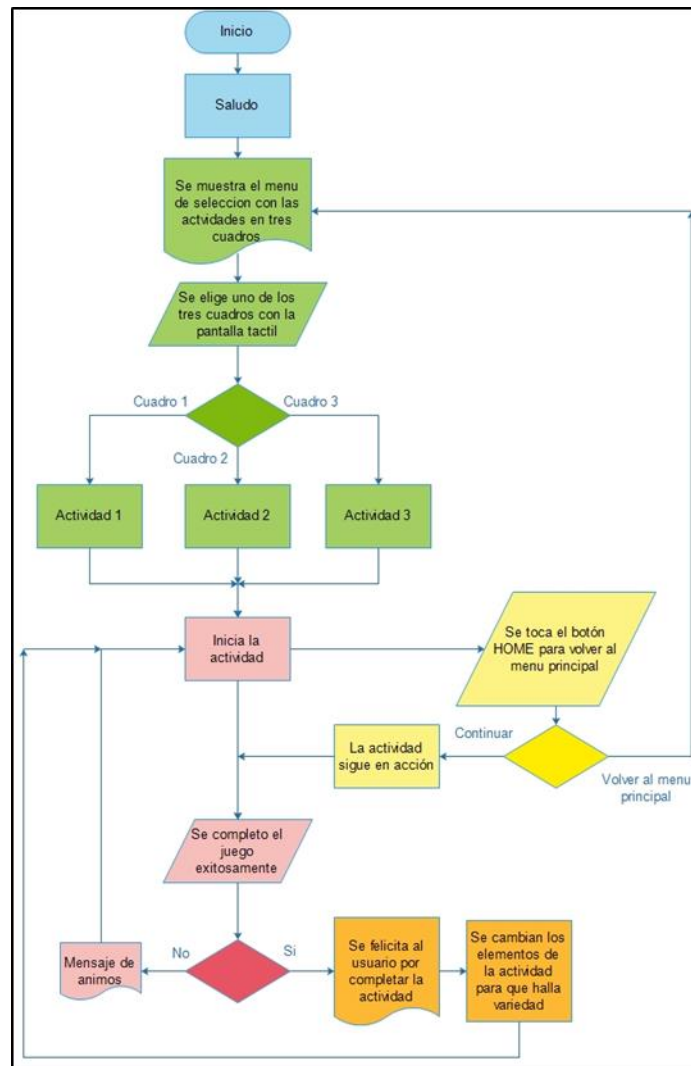 Inicio
Saludo
Se muestra el menu
de seleccion con las
actvidades en tres
cuadros
Se elige uno de los
tres cuadros con la
pantalla tactil
Cuadro 1
Cuadro 3
Cuadro 2
Actividad 1
Actividad 2
Actividad 3
Inicia la
actividad
Se toca el botón
HOME para volver al
menu principal
Continuar
La actividad
sigue en acción
Volver al menu
principal
Se completo el
juego
exitosamente
No
Si
Mensaje de
animos
Se felicita al
usuario por
completar la
actividad
Se cambian los
elementos de
la actividad
para que halla
variedad